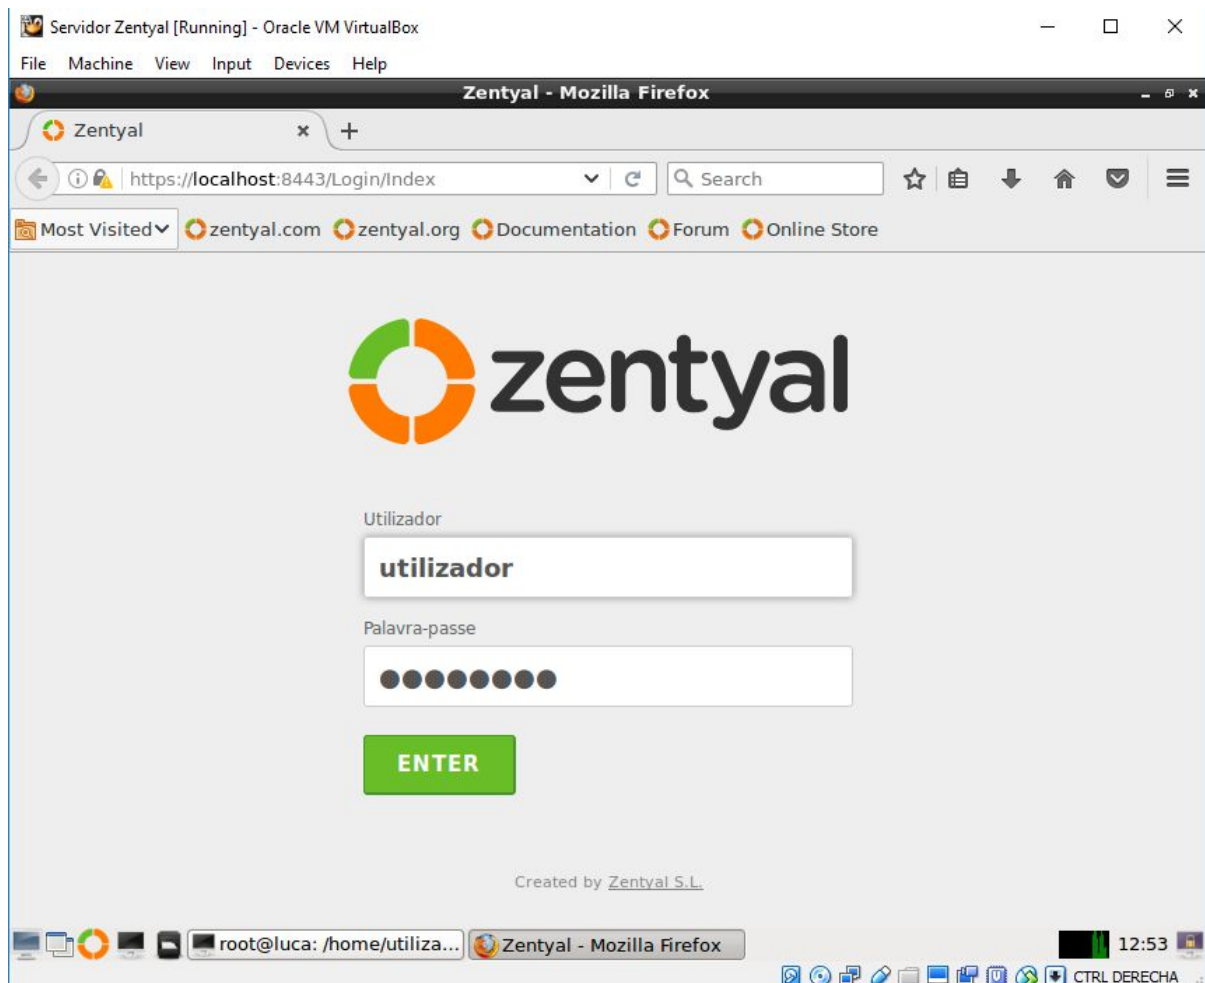 Servidor Zentyal [Running] - Oracle VM VirtualBox
File Machine View Input Devices Help
Zentyal - Mozilla Firefox
Zentyal
https://localhost:8443/Login/Index
Search
Most Visited zentyal.com zentyal.org Documentation Forum Online Store
zentyal
Utilizador
utilizador
Palavra-passe
●●●●●●●●
ENTER
Created by Zentyal S.L.
root@luca: /home/utiliza... Zentyal - Mozilla Firefox 12:53
CTRL DERECHA